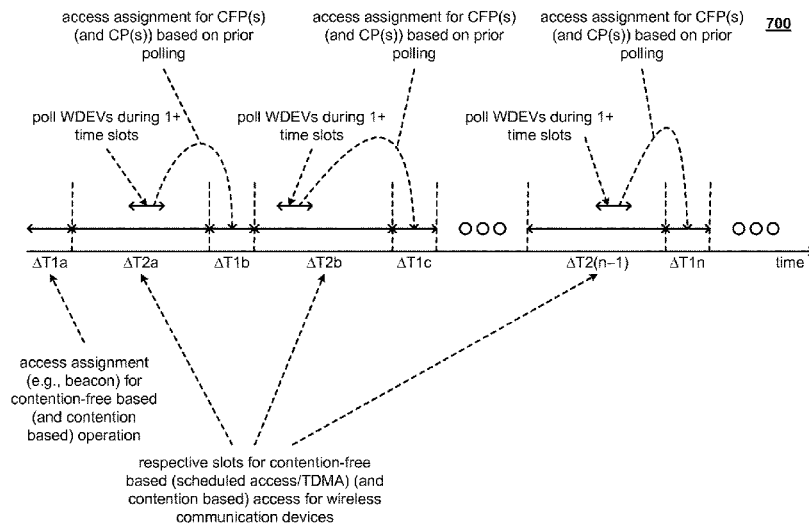 access assignment for CFP(s)
(and CP(s)) based on prior
polling
access assignment for CFP(s)
(and CP(s)) based on prior
polling
access assignment for CFP(s)
(and CP(s)) based on prior
polling
700
poll WDEVs during 1+
time slots
poll WDEVs during 1+
time slots
poll WDEVs during 1+
time slots
ΔT1a
ΔT2a
ΔT1b
ΔT2b
ΔT1c
ΔT2(n−1)
ΔT1n
time
access assignment
(e.g., beacon) for
contention-free based
(and contention
based) operation
respective slots for contention-free
based (scheduled access/TDMA) (and
contention based) access for wireless
communication devices